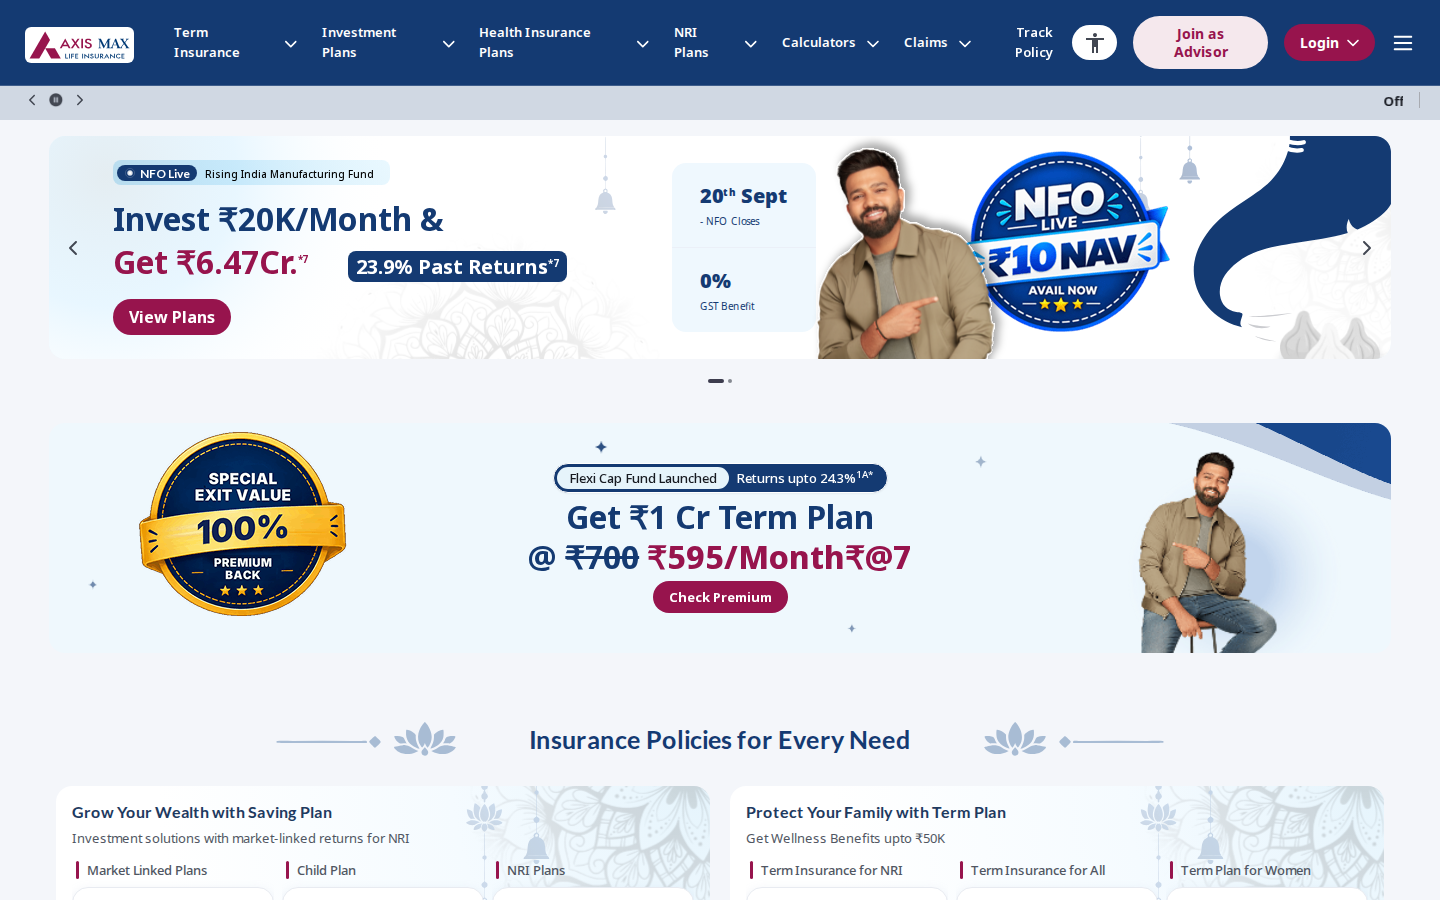 AXIS MAX
LIFE INSURANCE
Term Insurance
Investment Plans
Health Insurance Plans
NRI Plans
Calculators
Claims
Track Policy
Join as Advisor
Login
Off
NFO Live
Rising India Manufacturing Fund
Invest ₹20K/Month &
Get ₹6.47Cr.*7
23.9% Past Returns*7
View Plans
20th Sept
- NFO Closes
0%
GST Benefit
NFO
LIVE
₹10 NAV
AVAIL NOW
SPECIAL
EXIT VALUE
100%
PREMIUM
BACK
Flexi Cap Fund Launched
Returns upto 24.3%1A*
Get ₹1 Cr Term Plan
@ ₹700 ₹595/Month₹@7
Check Premium
Insurance Policies for Every Need
Grow Your Wealth with Saving Plan
Investment solutions with market-linked returns for NRI
Market Linked Plans
Child Plan
NRI Plans
Protect Your Family with Term Plan
Get Wellness Benefits upto ₹50K
Term Insurance for NRI
Term Insurance for All
Term Plan for Women